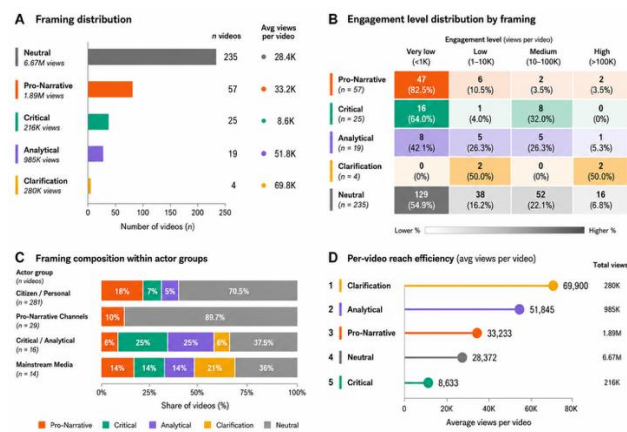 A Framing distribution
n videos
Avg views
per video
Neutral
6.67M views
235
28.4K
Pro-Narrative
1.89M views
57
33.2K
Critical
216K views
25
8.6K
Analytical
985K views
19
51.8K
Clarification
280K views
4
69.8K
0 50 100 150 200 250
Number of videos (n)
B Engagement level distribution by framing
Engagement level (views per video)
Very low (<1K) Low (1–10K) Medium (10–100K) High (>100K)
Pro-Narrative 47 6 2 2
(n = 57) (82.5%) (10.5%) (3.5%) (3.5%)
Critical 16 1 8 0
(n = 25) (64.0%) (4.0%) (32.0%) (0%)
Analytical 8 5 5 1
(n = 19) (42.1%) (26.3%) (26.3%) (5.3%)
Clarification 0 2 0 2
(n = 4) (0%) (50.0%) (0%) (50.0%)
Neutral 129 38 52 16
(n = 235) (54.9%) (16.2%) (22.1%) (6.8%)
Lower % Higher %
C Framing composition within actor groups
Actor group
(n videos)
Citizen / Personal
(n = 281)
18% 7% 5% 70.5%
Pro-Narrative Channels
(n = 29)
10% 89.7%
Critical / Analytical
(n = 16)
6% 25% 25% 6% 37.5%
Mainstream Media
(n = 14)
14% 14% 14% 21% 36%
0% 25% 50% 75% 100%
Share of videos (%)
Pro-Narrative Critical Analytical Clarification Neutral
D Per-video reach efficiency (avg views per video)
Total views
1 Clarification 69,900 280K
2 Analytical 51,845 985K
3 Pro-Narrative 33,233 1.89M
4 Neutral 28,372 6.67M
5 Critical 8,633 216K
0K 20K 40K 60K 80K
Average views per video